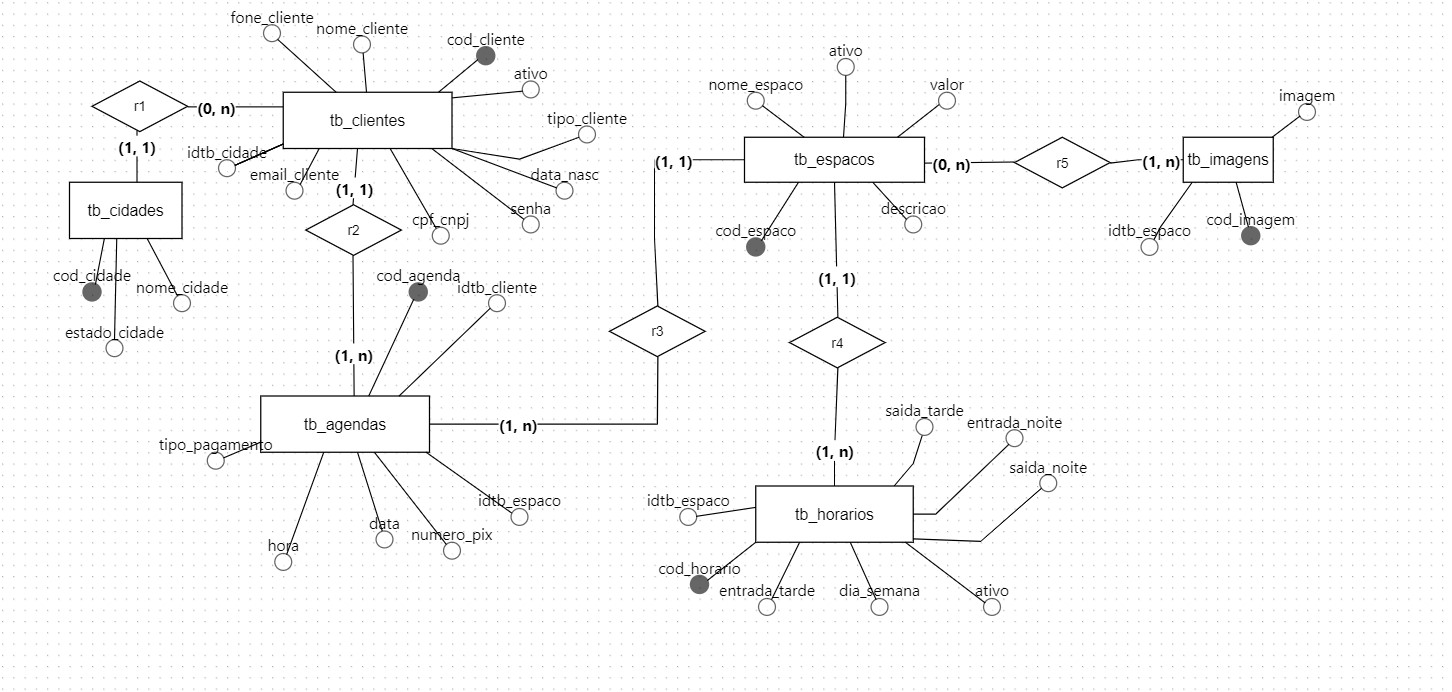 fone_cliente
nome_cliente
cod_cliente
ativo
tipo_cliente
data_nasc
senha
cpf_cnpj
email_cliente
idtb_cidade
tb_clientes
r1
(0, n)
(1, 1)
tb_cidades
cod_cidade
nome_cidade
estado_cidade
(1, 1)
r2
(1, n)
cod_agenda
idtb_cliente
tb_agendas
tipo_pagamento
hora
data
numero_pix
idtb_espaco
(1, n)
r3
(1, 1)
nome_espaco
ativo
valor
tb_espacos
cod_espaco
descricao
(0, n)
r5
(1, n)
tb_imagens
imagem
idtb_espaco
cod_imagem
(1, 1)
r4
(1, n)
saida_tarde
entrada_noite
saida_noite
idtb_espaco
tb_horarios
cod_horario
entrada_tarde
dia_semana
ativo